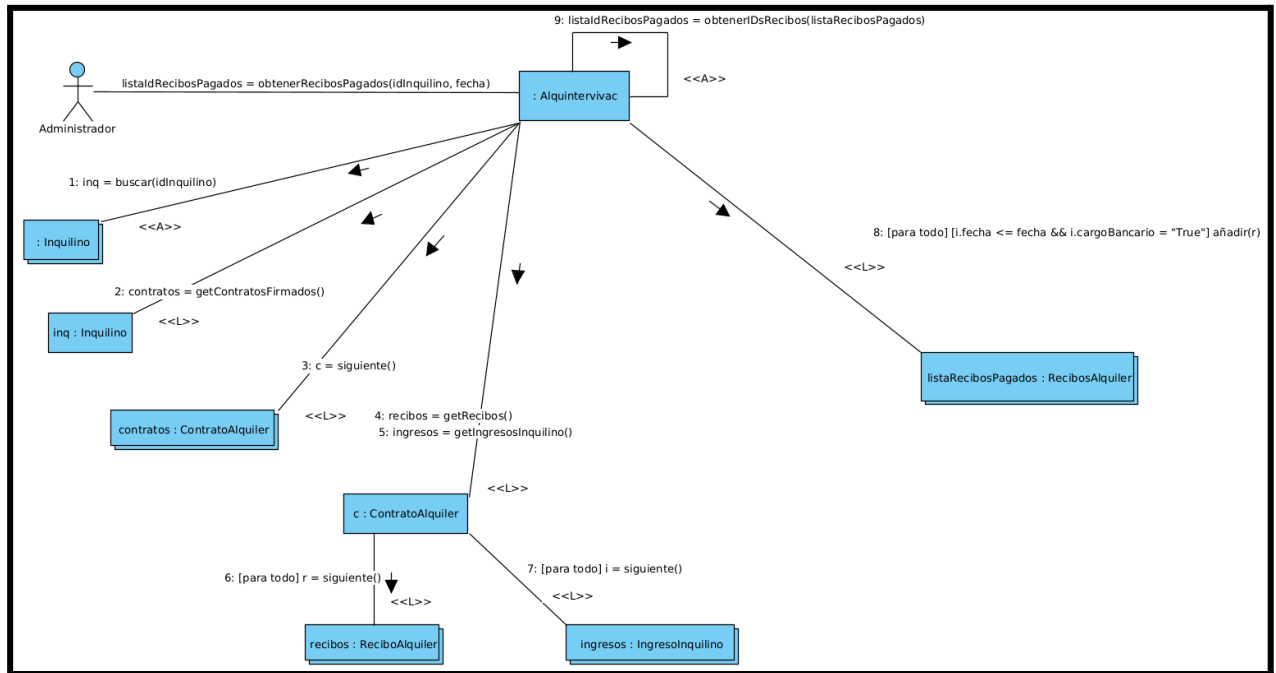 9: listaIdRecibosPagados = obtenerIDsRecibos(listaRecibosPagados)
<<A>>
listaIdRecibosPagados = obtenerRecibosPagados(idInquilino, fecha)
: Alquintervivac
Administrador
1: inq = buscar(idInquilino)
<<A>>
: Inquilino
8: [para todo] [i.fecha <= fecha && i.cargoBancario = "True"] añadir(r)
<<L>>
2: contratos = getContratosFirmados()
<<L>>
inq : Inquilino
3: c = siguiente()
<<L>>
listaRecibosPagados : RecibosAlquiler
contratos : ContratoAlquiler
4: recibos = getRecibos()
5: ingresos = getIngresosInquilino()
<<L>>
c : ContratoAlquiler
6: [para todo] r = siguiente()
<<L>>
7: [para todo] i = siguiente()
<<L>>
recibos : ReciboAlquiler
ingresos : IngresoInquilino